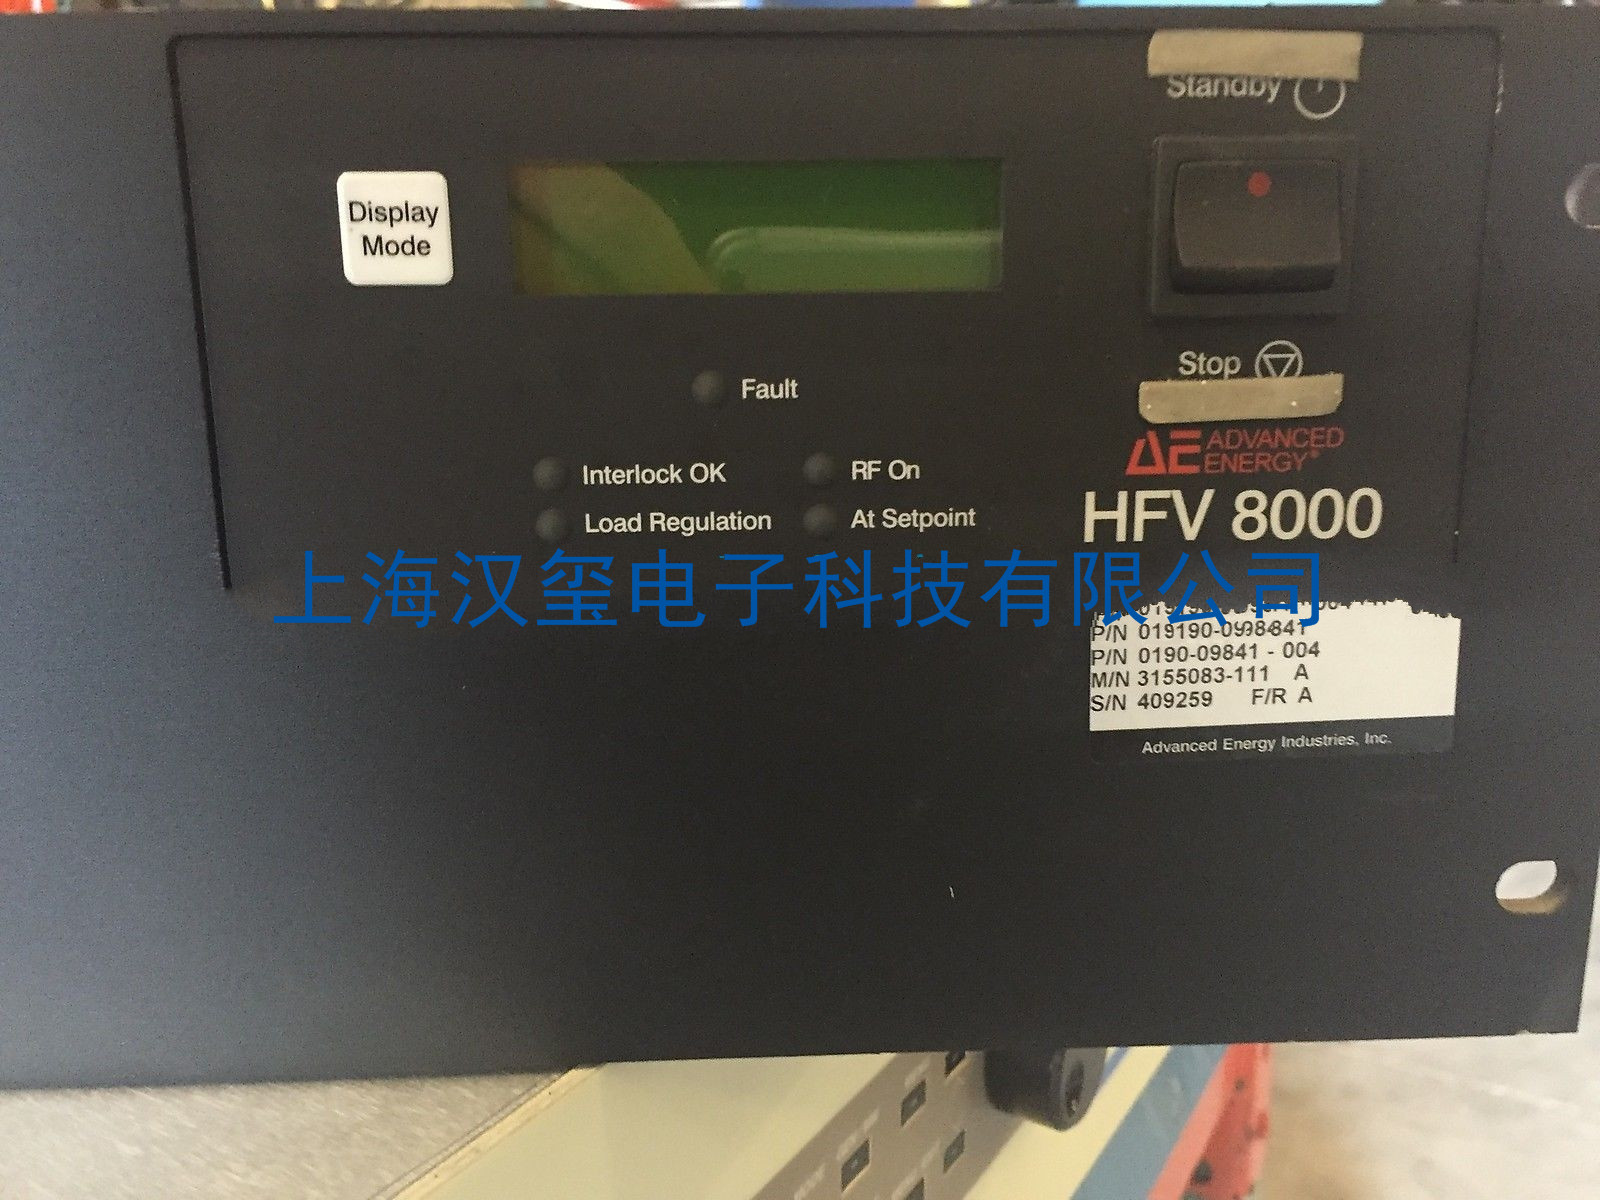 Standby
Display
Mode
Stop
Fault
AE ADVANCED
ENERGY®
Interlock OK
RF On
HFV 8000
Load Regulation
At Setpoint
上海汉玺电子科技有限公司
P/N
P/N 0190-09841 - 004
M/N 3155083-111 A
S/N 409259 F/R A
Advanced Energy Industries, Inc.